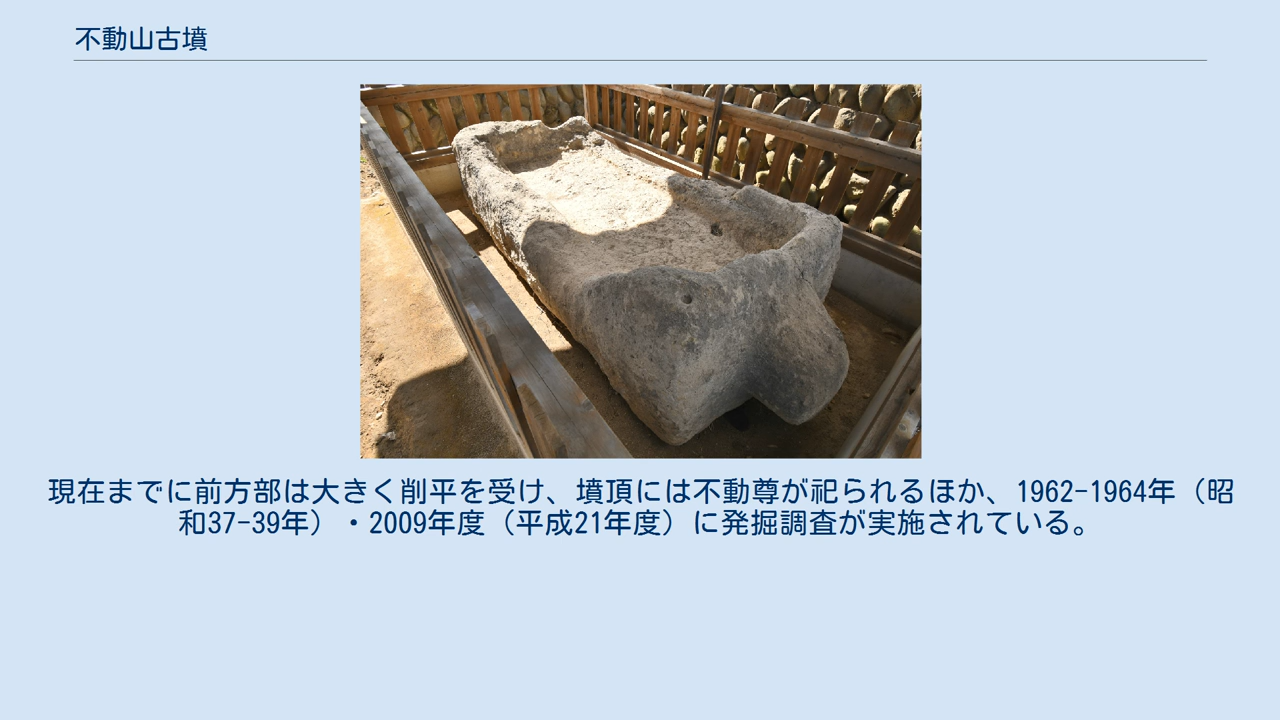 不動山古墳
現在までに前方部は大きく削平を受け、墳頂には不動尊が祀られるほか、1962-1964年（昭
和37-39年）・2009年度（平成21年度）に発掘調査が実施されている。